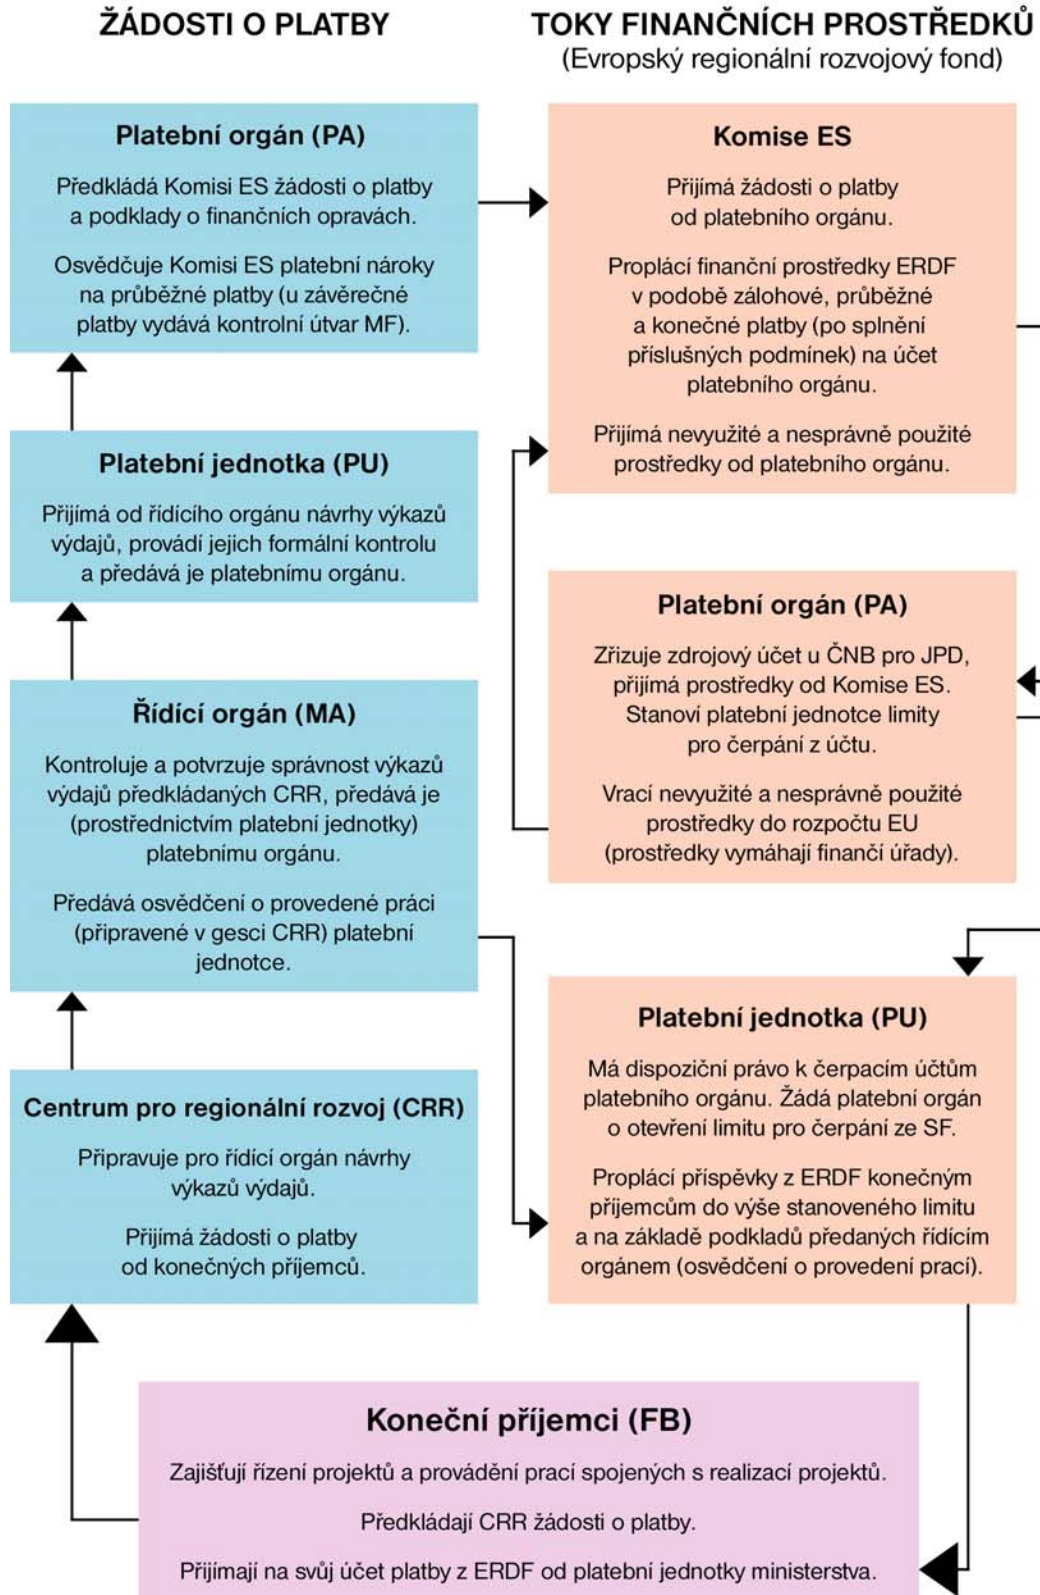 ŽÁDOSTI O PLATBY
Platební orgán (PA)
Předkládá Komisi ES žádosti o platby
a podklady o finančních opravách.
Osvědčuje Komisi ES platební nároky
na průběžné platby (u závěrečné
platby vydává kontrolní útvar MF).
Platební jednotka (PU)
Přijímá od řídícího orgánu návrhy výkazů
výdajů, provádí jejich formální kontrolu
a předává je platebnímu orgánu.
Řídící orgán (MA)
Kontroluje a potvrzuje správnost výkazů
výdajů předkládaných CRR, předává je
(prostřednictvím platební jednotky)
platebnímu orgánu.
Předává osvědčení o provedené práci
(připravené v gesci CRR) platební
jednotce.
Centrum pro regionální rozvoj (CRR)
Připravuje pro řídící orgán návrhy
výkazů výdajů.
Přijímá žádosti o platby
od konečných příjemců.
TOKY FINANČNÍCH PROSTŘEDKŮ
(Evropský regionální rozvojový fond)
Komise ES
Přijímá žádosti o platby
od platebního orgánu.
Proplácí finanční prostředky ERDF
v podobě zálohové, průběžné
a konečné platby (po splnění
příslušných podmínek) na účet
platebního orgánu.
Přijímá nevyužité a nesprávně použité
prostředky od platebního orgánu.
Platební orgán (PA)
Zřizuje zdrojový účet u ČNB pro JPD,
přijímá prostředky od Komise ES.
Stanoví platební jednotce limity
pro čerpání z účtu.
Vrací nevyužité a nesprávně použité
prostředky do rozpočtu EU
(prostředky vymáhají finančí úřady).
Platební jednotka (PU)
Má dispoziční právo k čerpacím účtům
platebního orgánu. Žádá platební orgán
o otevření limitu pro čerpání ze SF.
Proplácí příspěvky z ERDF konečným
příjemcům do výše stanoveného limitu
a na základě podkladů předaných řídícím
orgánem (osvědčení o provedení prací).
Koneční příjemci (FB)
Zajišťují řízení projektů a provádění prací spojených s realizací projektů.
Předkládají CRR žádosti o platby.
Přijímají na svůj účet platby z ERDF od platební jednotky ministerstva.